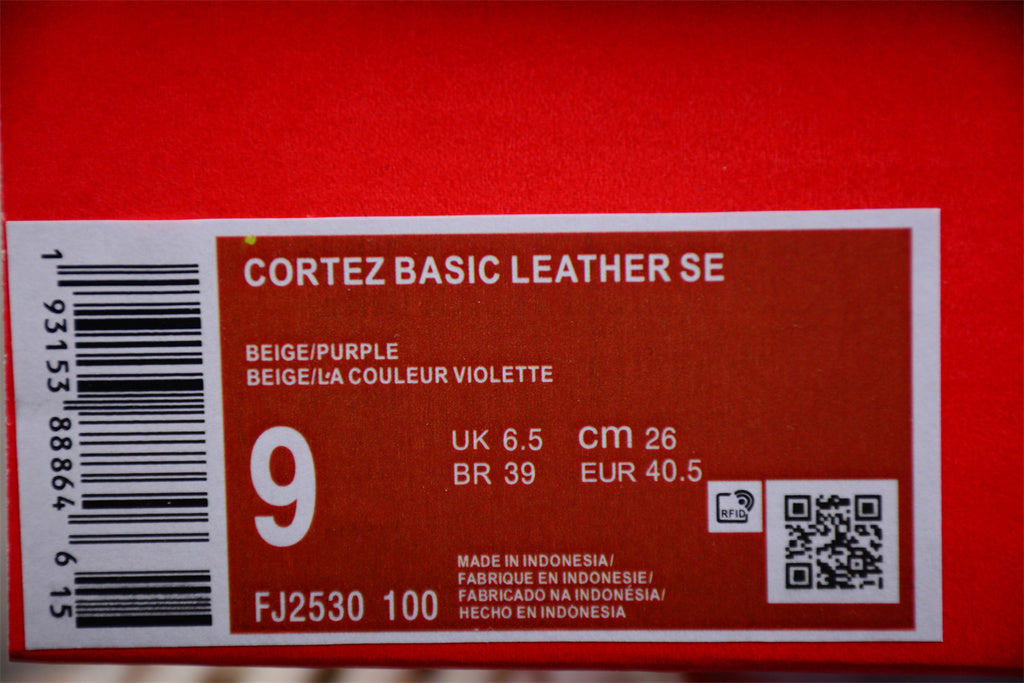 CORTEZ BASIC LEATHER SE
BEIGE/PURPLE
BEIGE/LA COULEUR VIOLETTE
9
UK 6.5 cm 26
BR 39 EUR 40.5
RFID
MADE IN INDONESIA/
FABRIQUE EN INDONESIE/
FABRICADO NA INDONÉSIA/
HECHO EN INDONESIA
FJ2530 100
1 93153 88864 6 15